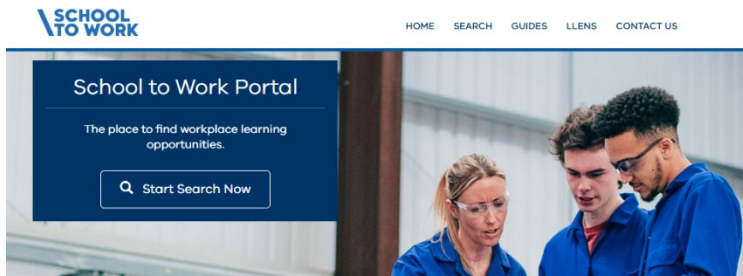 SCHOOL
TO WORK
HOME SEARCH GUIDES LLENS CONTACT US
School to Work Portal
The place to find workplace learning
opportunities.
Start Search Now